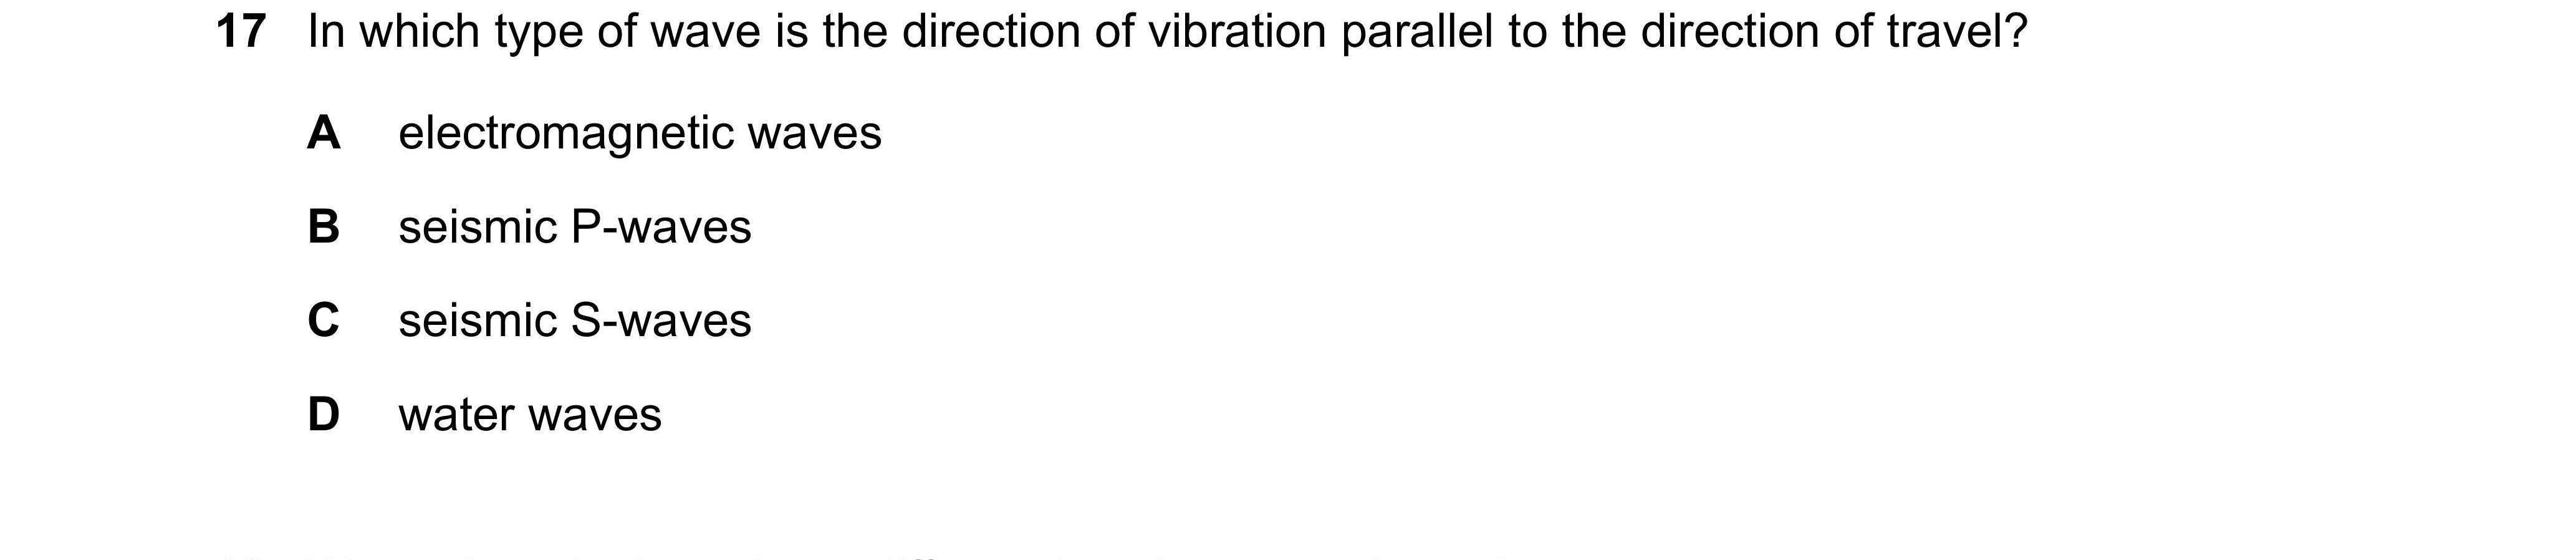 17 In which type of wave is the direction of vibration parallel to the direction of travel?
A electromagnetic waves
B seismic P-waves
C seismic S-waves
D water waves